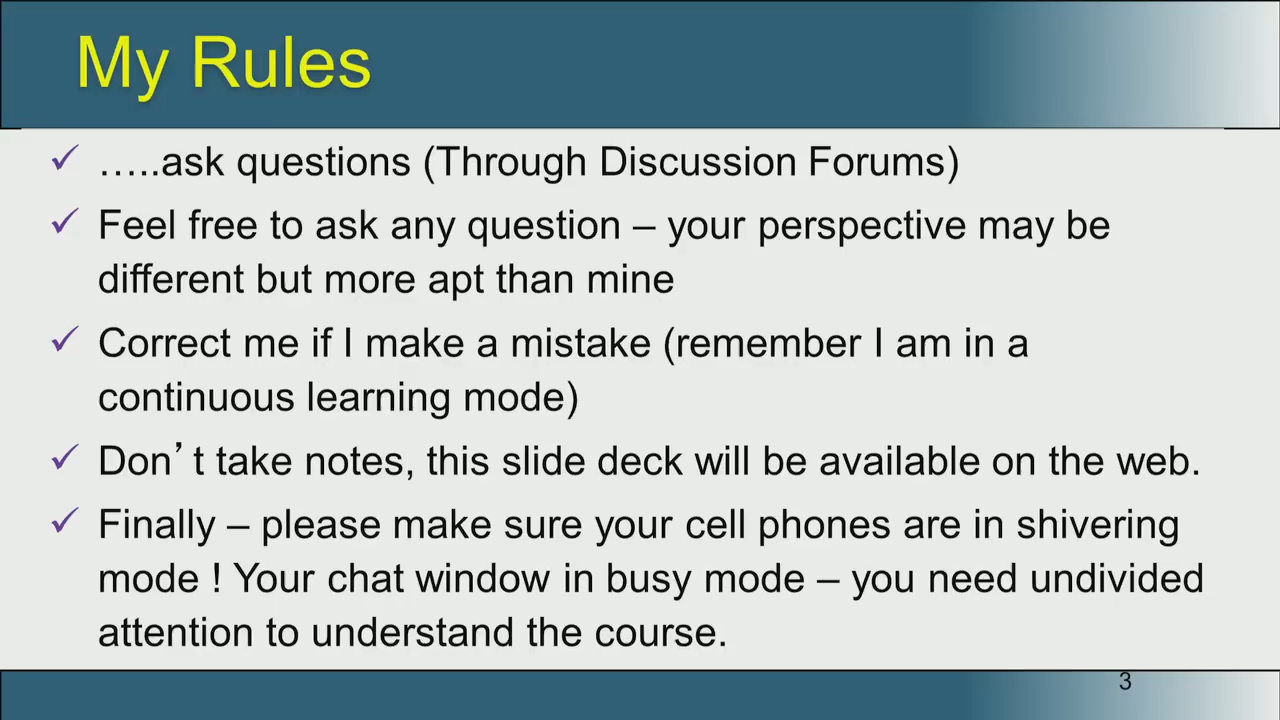 My Rules
✓ …..ask questions (Through Discussion Forums)
✓ Feel free to ask any question – your perspective may be
different but more apt than mine
✓ Correct me if I make a mistake (remember I am in a
continuous learning mode)
✓ Don’t take notes, this slide deck will be available on the web.
✓ Finally – please make sure your cell phones are in shivering
mode ! Your chat window in busy mode – you need undivided
attention to understand the course.
3